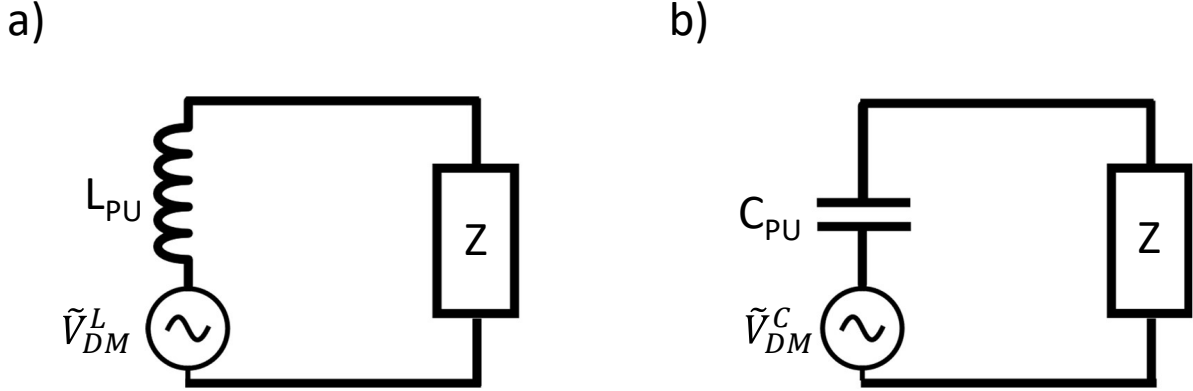 a)
b)
L_PU
Z
Ṽ^L_DM
C_PU
Z
Ṽ^C_DM